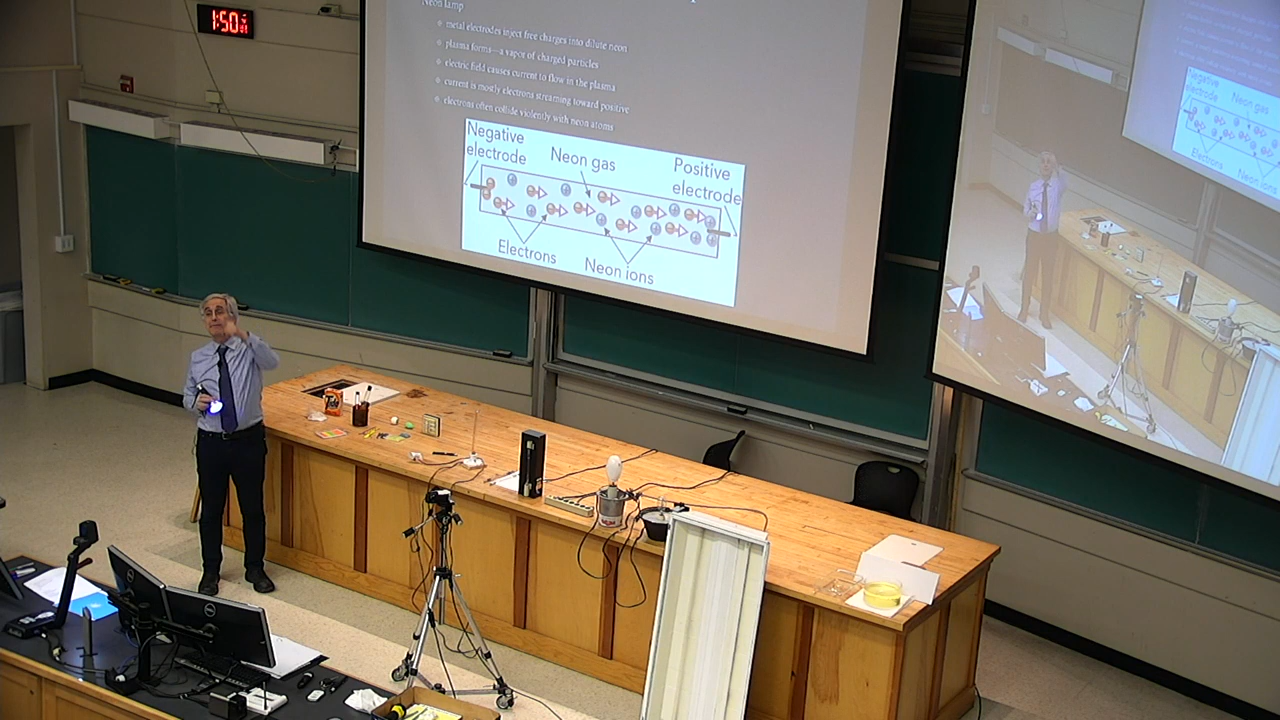 1:50
Neon lamp
metal electrodes inject free charges into dilute neon
plasma forms—a vapor of charged particles
electric field causes current to flow in the plasma
current is mostly electrons streaming toward positive
electrons often collide violently with neon atoms
Negative
electrode
Neon gas
Positive
electrode
Electrons
Neon ions
Negative
electrode
Neon gas
Electrons
Neon ions